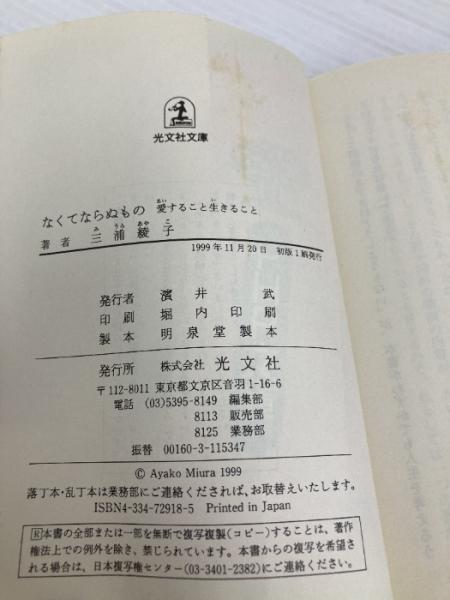 光文社文庫
なくてならぬもの 愛すること生きること
著者 三浦綾子
1999年11月20日 初版1刷発行
発行者 濱井武
印刷 堀内印刷
製本 明泉堂製本
発行所 株式会社 光文社
〒112-8011 東京都文京区音羽1-16-6
電話 (03)5395-8149 編集部
8113 販売部
8125 業務部
振替 00160-3-115347
© Ayako Miura 1999
落丁本・乱丁本は業務部にご連絡くだされば、お取替えいたします。
ISBN4-334-72918-5 Printed in Japan
R本書の全部または一部を無断で複写複製(コピー)することは、著作
権法上での例外を除き、禁じられています。本書からの複写を希望さ
れる場合は、日本複写権センター(03-3401-2382)にご連絡ください。